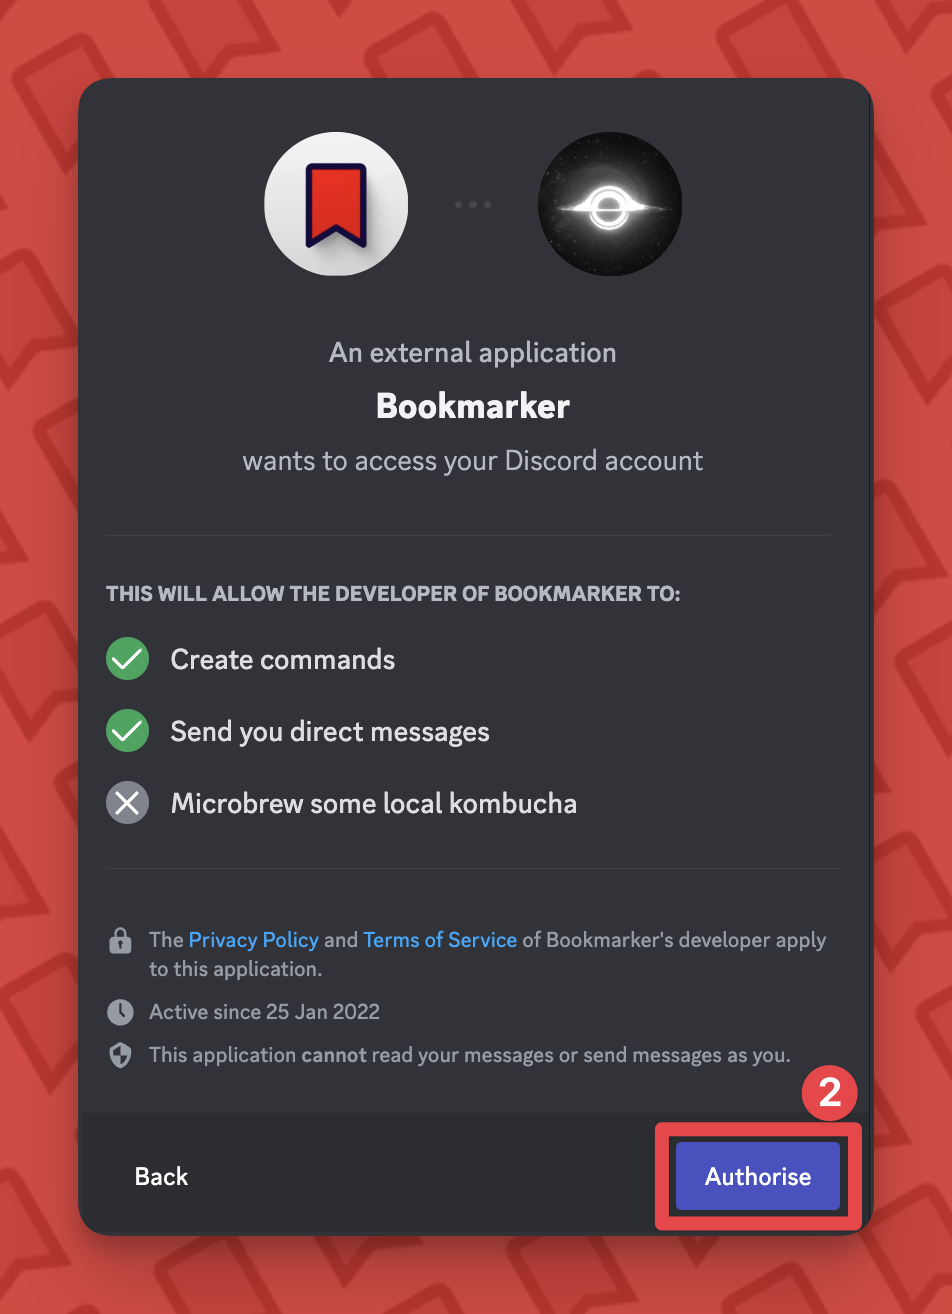 An external application
Bookmarker
wants to access your Discord account
THIS WILL ALLOW THE DEVELOPER OF BOOKMARKER TO:
Create commands
Send you direct messages
Microbrew some local kombucha
The Privacy Policy and Terms of Service of Bookmarker's developer apply
to this application.
Active since 25 Jan 2022
This application cannot read your messages or send messages as you.
2
Back
Authorise